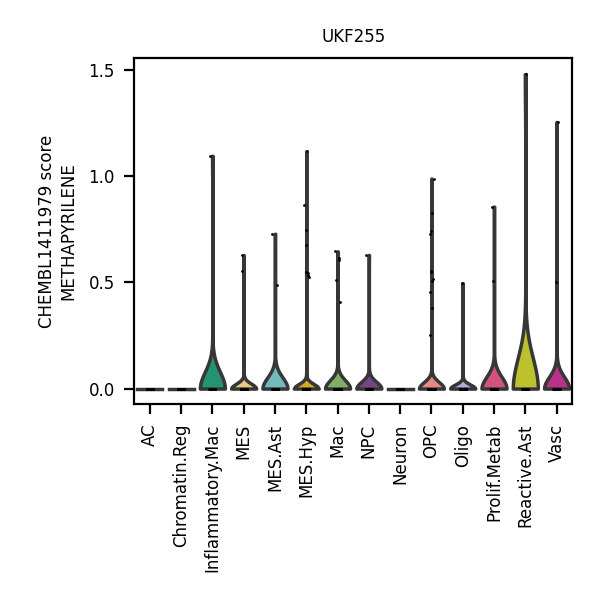 UKF255
CHEMBL1411979 score
METHAPYRILENE
1.5
1.0
0.5
0.0
AC
Chromatin.Reg
Inflammatory.Mac
MES
MES.Ast
MES.Hyp
Mac
NPC
Neuron
OPC
Oligo
Prolif.Metab
Reactive.Ast
Vasc